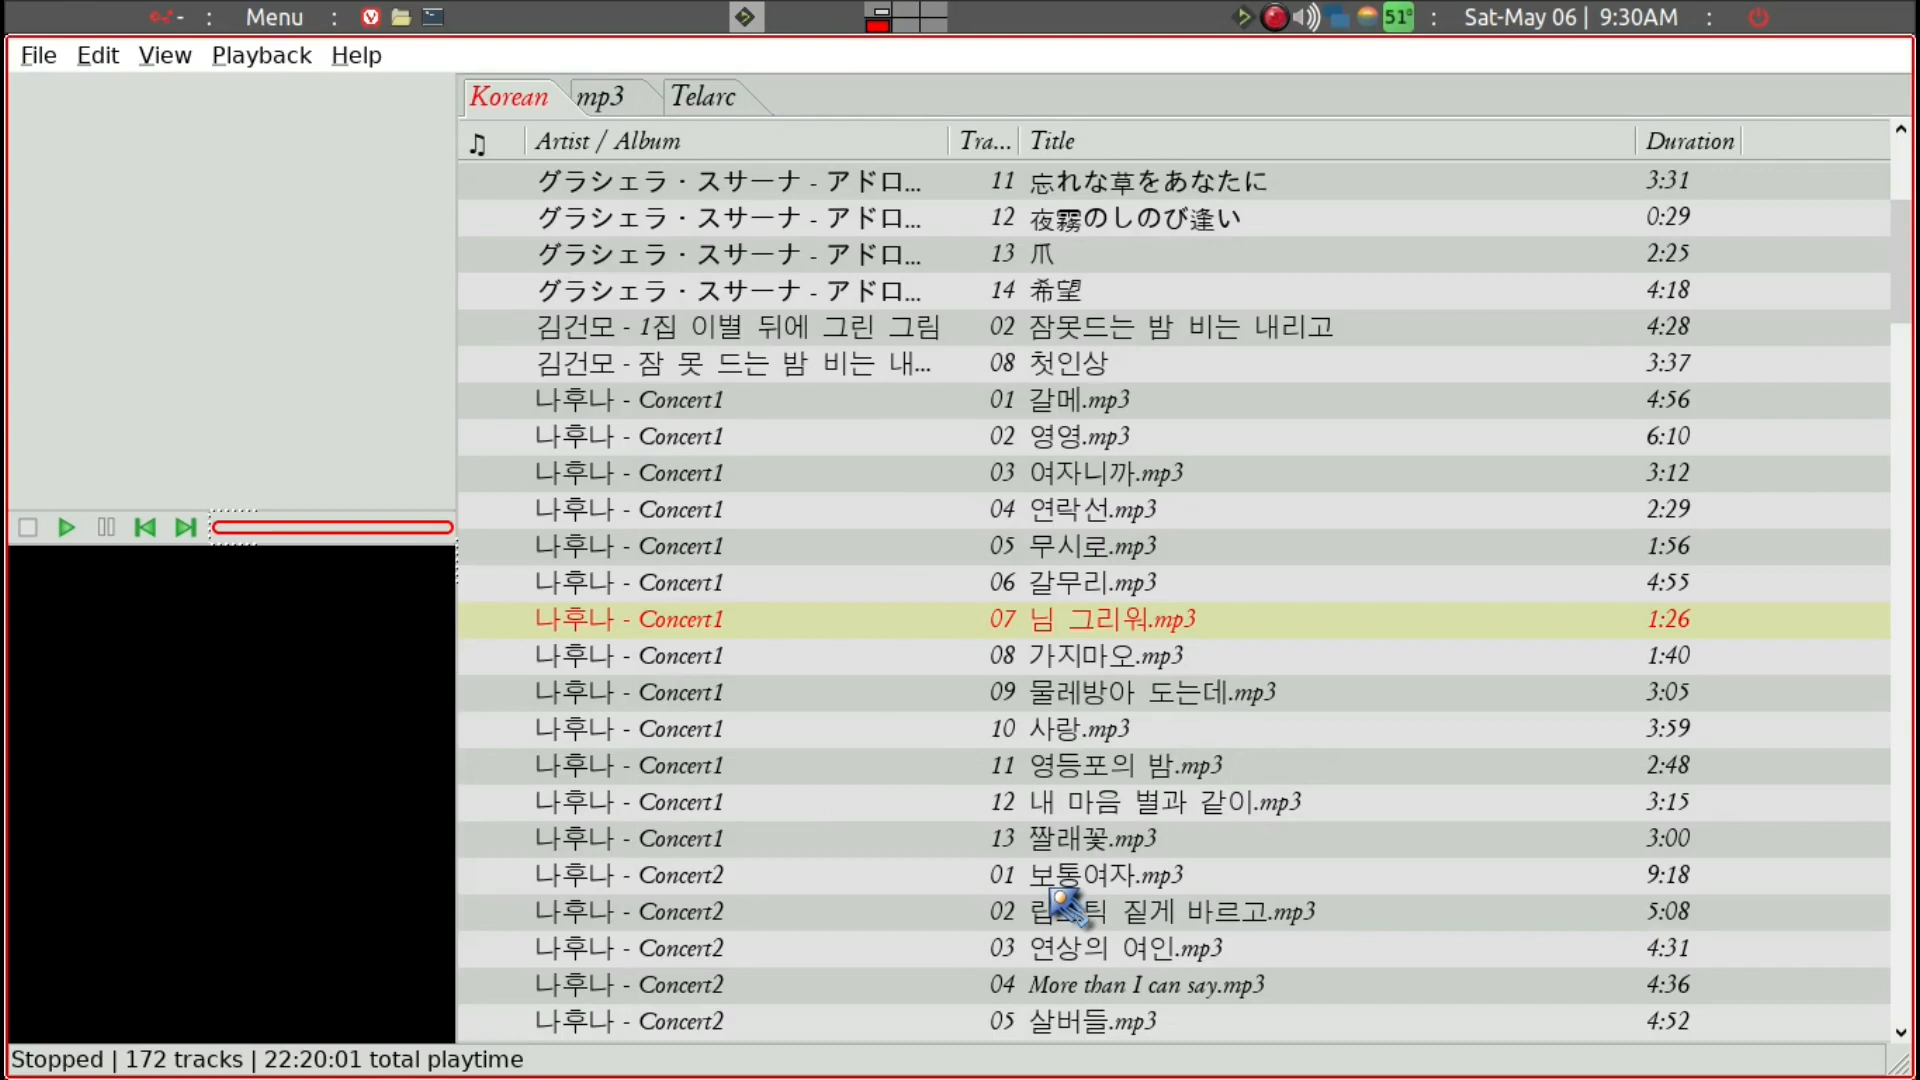 Menu
51°
Sat-May 06 | 9:30AM
File Edit View Playback Help
Korean mp3 Telarc
Artist / Album Tra... Title Duration
グラシェラ・スサーナ - アドロ... 11 忘れな草をあなたに 3:31
グラシェラ・スサーナ - アドロ... 12 夜霧のしのび逢い 0:29
グラシェラ・スサーナ - アドロ... 13 爪 2:25
グラシェラ・スサーナ - アドロ... 14 希望 4:18
김건모 - 1집 이별 뒤에 그린 그림 02 잠못드는 밤 비는 내리고 4:28
김건모 - 잠 못 드는 밤 비는 내... 08 첫인상 3:37
나후나 - Concert1 01 갈메.mp3 4:56
나후나 - Concert1 02 영영.mp3 6:10
나후나 - Concert1 03 여자니까.mp3 3:12
나후나 - Concert1 04 연락선.mp3 2:29
나후나 - Concert1 05 무시로.mp3 1:56
나후나 - Concert1 06 갈무리.mp3 4:55
나후나 - Concert1 07 님 그리워.mp3 1:26
나후나 - Concert1 08 가지마오.mp3 1:40
나후나 - Concert1 09 물레방아 도는데.mp3 3:05
나후나 - Concert1 10 사랑.mp3 3:59
나후나 - Concert1 11 영등포의 밤.mp3 2:48
나후나 - Concert1 12 내 마음 별과 같이.mp3 3:15
나후나 - Concert1 13 짤래꽃.mp3 3:00
나후나 - Concert2 01 보통여자.mp3 9:18
나후나 - Concert2 02 짙게 바르고.mp3 5:08
나후나 - Concert2 03 연상의 여인.mp3 4:31
나후나 - Concert2 04 More than I can say.mp3 4:36
나후나 - Concert2 05 살버들.mp3 4:52
Stopped | 172 tracks | 22:20:01 total playtime